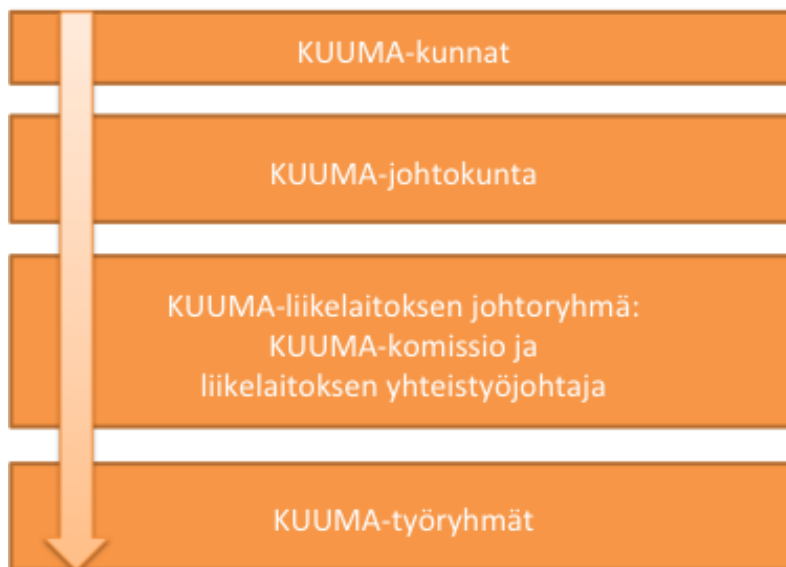 KUUMA-kunnat
KUUMA-johtokunta
KUUMA-liikelaitoksen johtoryhmä:
KUUMA-komissio ja
liikelaitoksen yhteistyöjohtaja
KUUMA-työryhmät